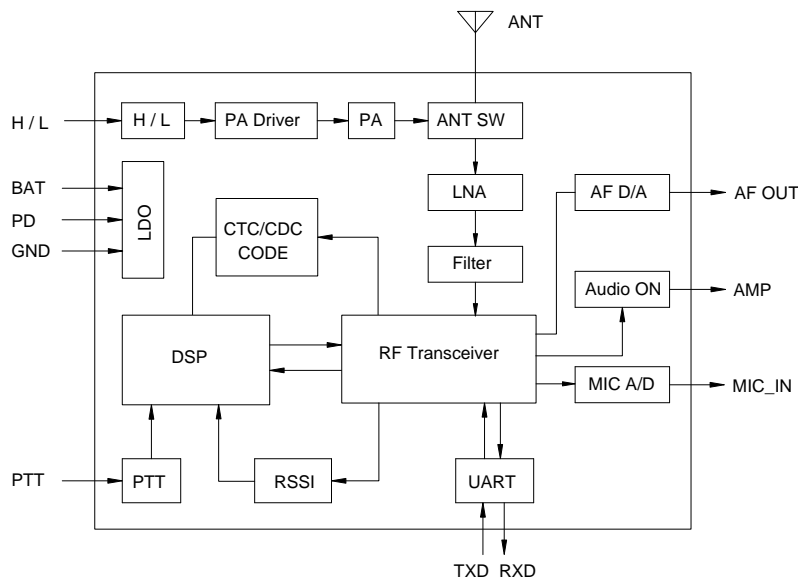 ANT
H / L
H / L
PA Driver
PA
ANT SW
BAT
PD
GND
LDO
LNA
AF D/A
AF OUT
CTC/CDC
CODE
Filter
Audio ON
AMP
DSP
RF Transceiver
MIC A/D
MIC_IN
PTT
PTT
RSSI
UART
TXD
RXD